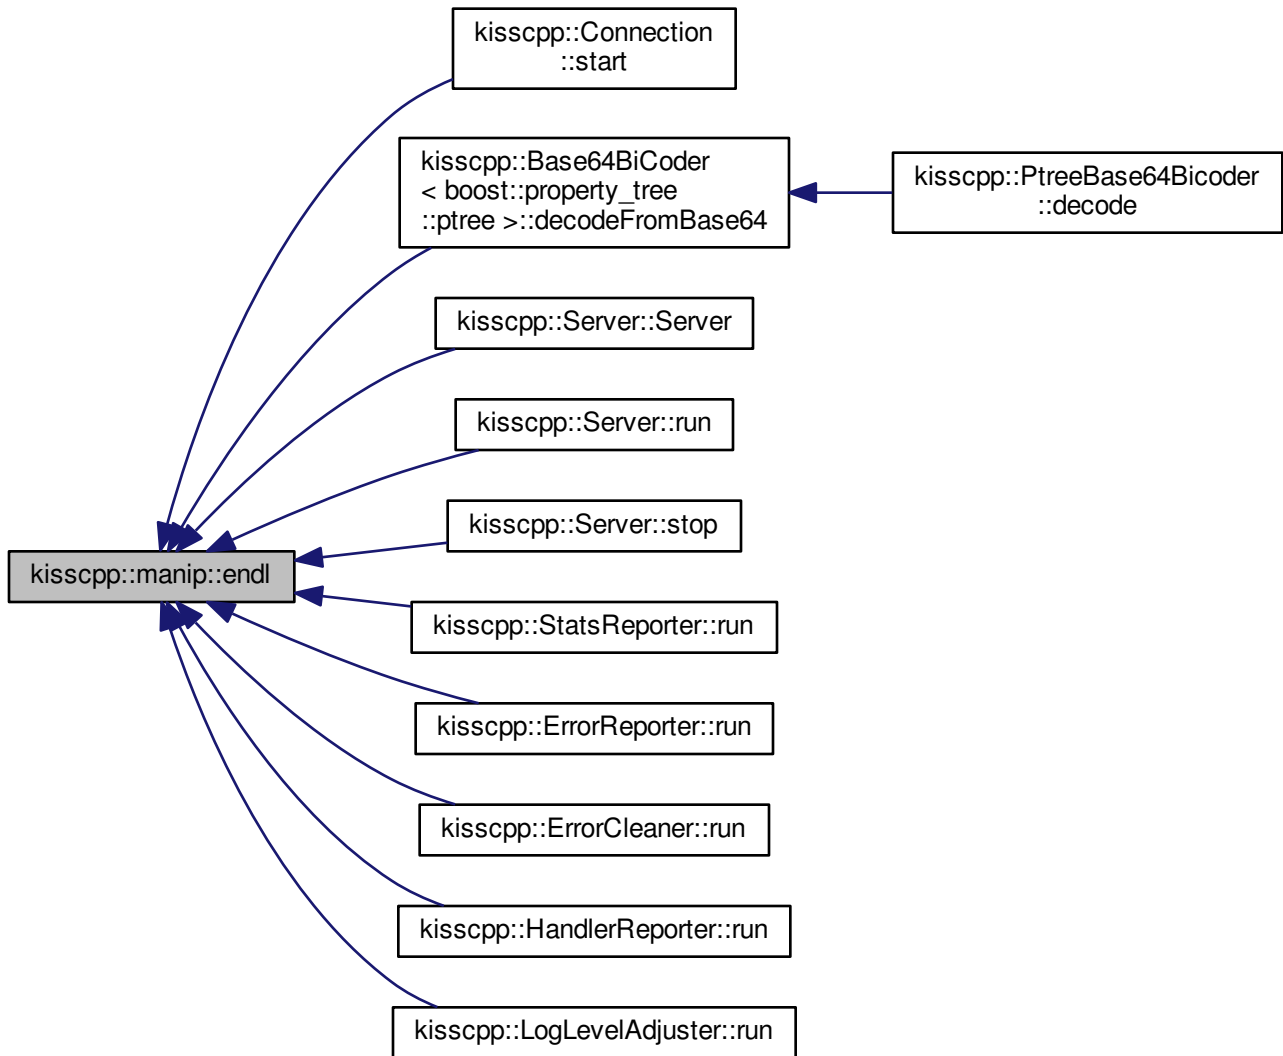 kisscpp::Connection
::start
kisscpp::Base64BiCoder
< boost::property_tree
::ptree >::decodeFromBase64
kisscpp::PtreeBase64Bicoder
::decode
kisscpp::Server::Server
kisscpp::Server::run
kisscpp::Server::stop
kisscpp::manip::endl
kisscpp::StatsReporter::run
kisscpp::ErrorReporter::run
kisscpp::ErrorCleaner::run
kisscpp::HandlerReporter::run
kisscpp::LogLevelAdjuster::run